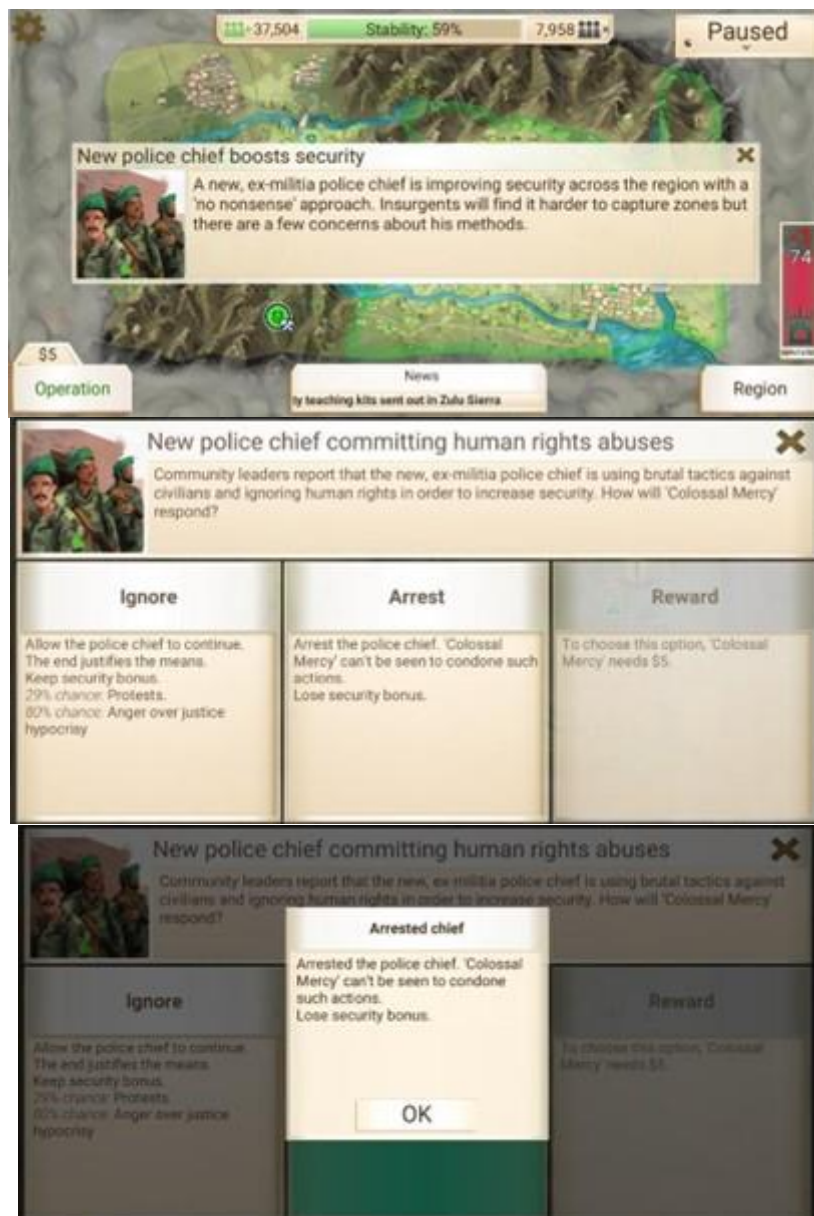 37,504 Stability: 59% 7,958
Paused
New police chief boosts security
A new, ex-militia police chief is improving security across the region with a
'no nonsense' approach. Insurgents will find it harder to capture zones but
there are a few concerns about his methods.
74
$5
Operation
News
ty teaching kits sent out in Zulu Sierra
Region
New police chief committing human rights abuses
Community leaders report that the new, ex-militia police chief is using brutal tactics against
civilians and ignoring human rights in order to increase security. How will 'Colossal Mercy'
respond?
Ignore
Allow the police chief to continue.
The end justifies the means.
Keep security bonus.
29% chance: Protests.
80% chance: Anger over justice
hypocrisy
Arrest
Arrest the police chief. 'Colossal
Mercy' can't be seen to condone such
actions.
Lose security bonus.
Reward
To choose this option, 'Colossal
Mercy' needs $5.
New police chief committing human rights abuses
Community leaders report that the new, ex-militia police chief is using brutal tactics against
civilians and ignoring human rights in order to increase security. How will 'Colossal Mercy'
respond?
Ignore
Allow the police chief to continue.
The end justifies the means.
Keep security bonus.
29% chance: Protests.
80% chance: Anger over justice
hypocrisy
Arrested chief
Arrested the police chief. 'Colossal
Mercy' can't be seen to condone
such actions.
Lose security bonus.
OK
Reward
To choose this option, 'Colossal
Mercy' needs $5.